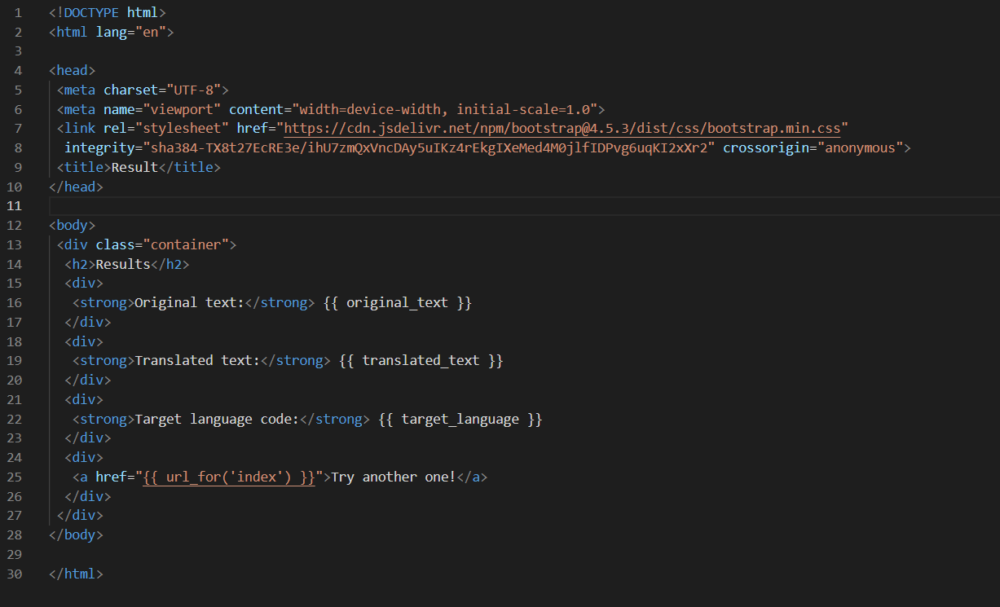 1 <!DOCTYPE html>
2 <html lang="en">
3
4 <head>
5 <meta charset="UTF-8">
6 <meta name="viewport" content="width=device-width, initial-scale=1.0">
7 <link rel="stylesheet" href="https://cdn.jsdelivr.net/npm/bootstrap@4.5.3/dist/css/bootstrap.min.css"
8 integrity="sha384-TX8t27EcRE3e/ihU7zmQxVncDAy5uIKz4rEkgIXeMed4M0jlfIDPvg6uqKI2xXr2" crossorigin="anonymous">
9 <title>Result</title>
10 </head>
11
12 <body>
13 <div class="container">
14 <h2>Results</h2>
15 <div>
16 <strong>Original text:</strong> {{ original_text }}
17 </div>
18 <div>
19 <strong>Translated text:</strong> {{ translated_text }}
20 </div>
21 <div>
22 <strong>Target language code:</strong> {{ target_language }}
23 </div>
24 <div>
25 <a href="{{ url_for('index') }}">Try another one!</a>
26 </div>
27 </div>
28 </body>
29
30 </html>